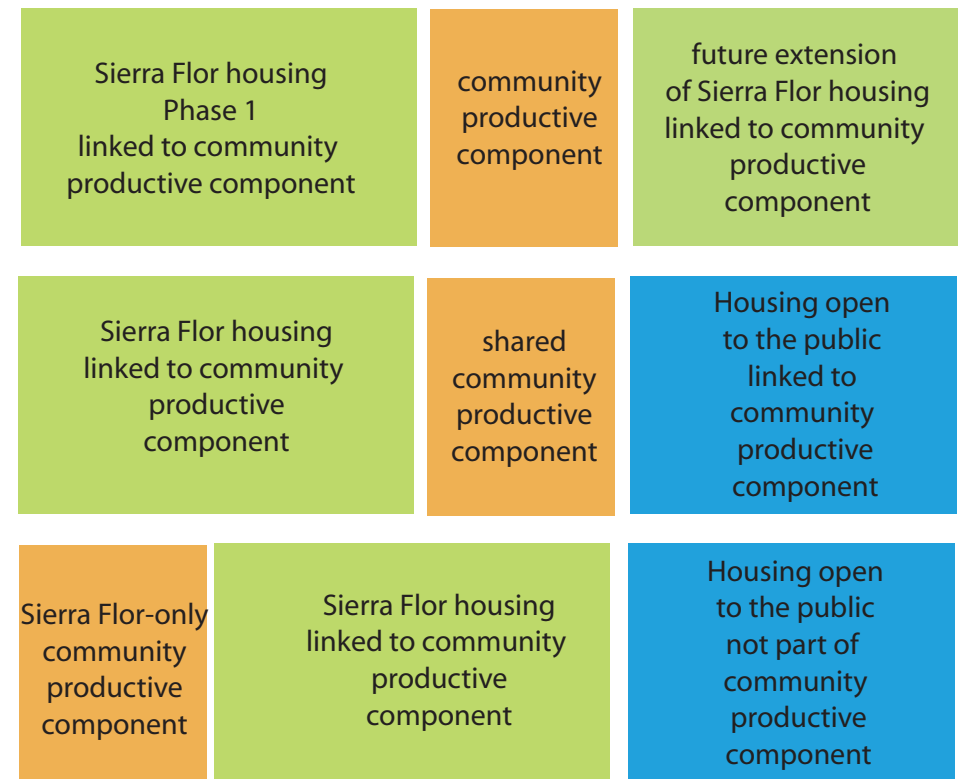 Sierra Flor housing
Phase 1
linked to community
productive component
community
productive
component
future extension
of Sierra Flor housing
linked to community
productive
component
Sierra Flor housing
linked to community
productive
component
shared
community
productive
component
Housing open
to the public
linked to
community
productive
component
Sierra Flor-only
community
productive
component
Sierra Flor housing
linked to community
productive
component
Housing open
to the public
not part of
community
productive
component